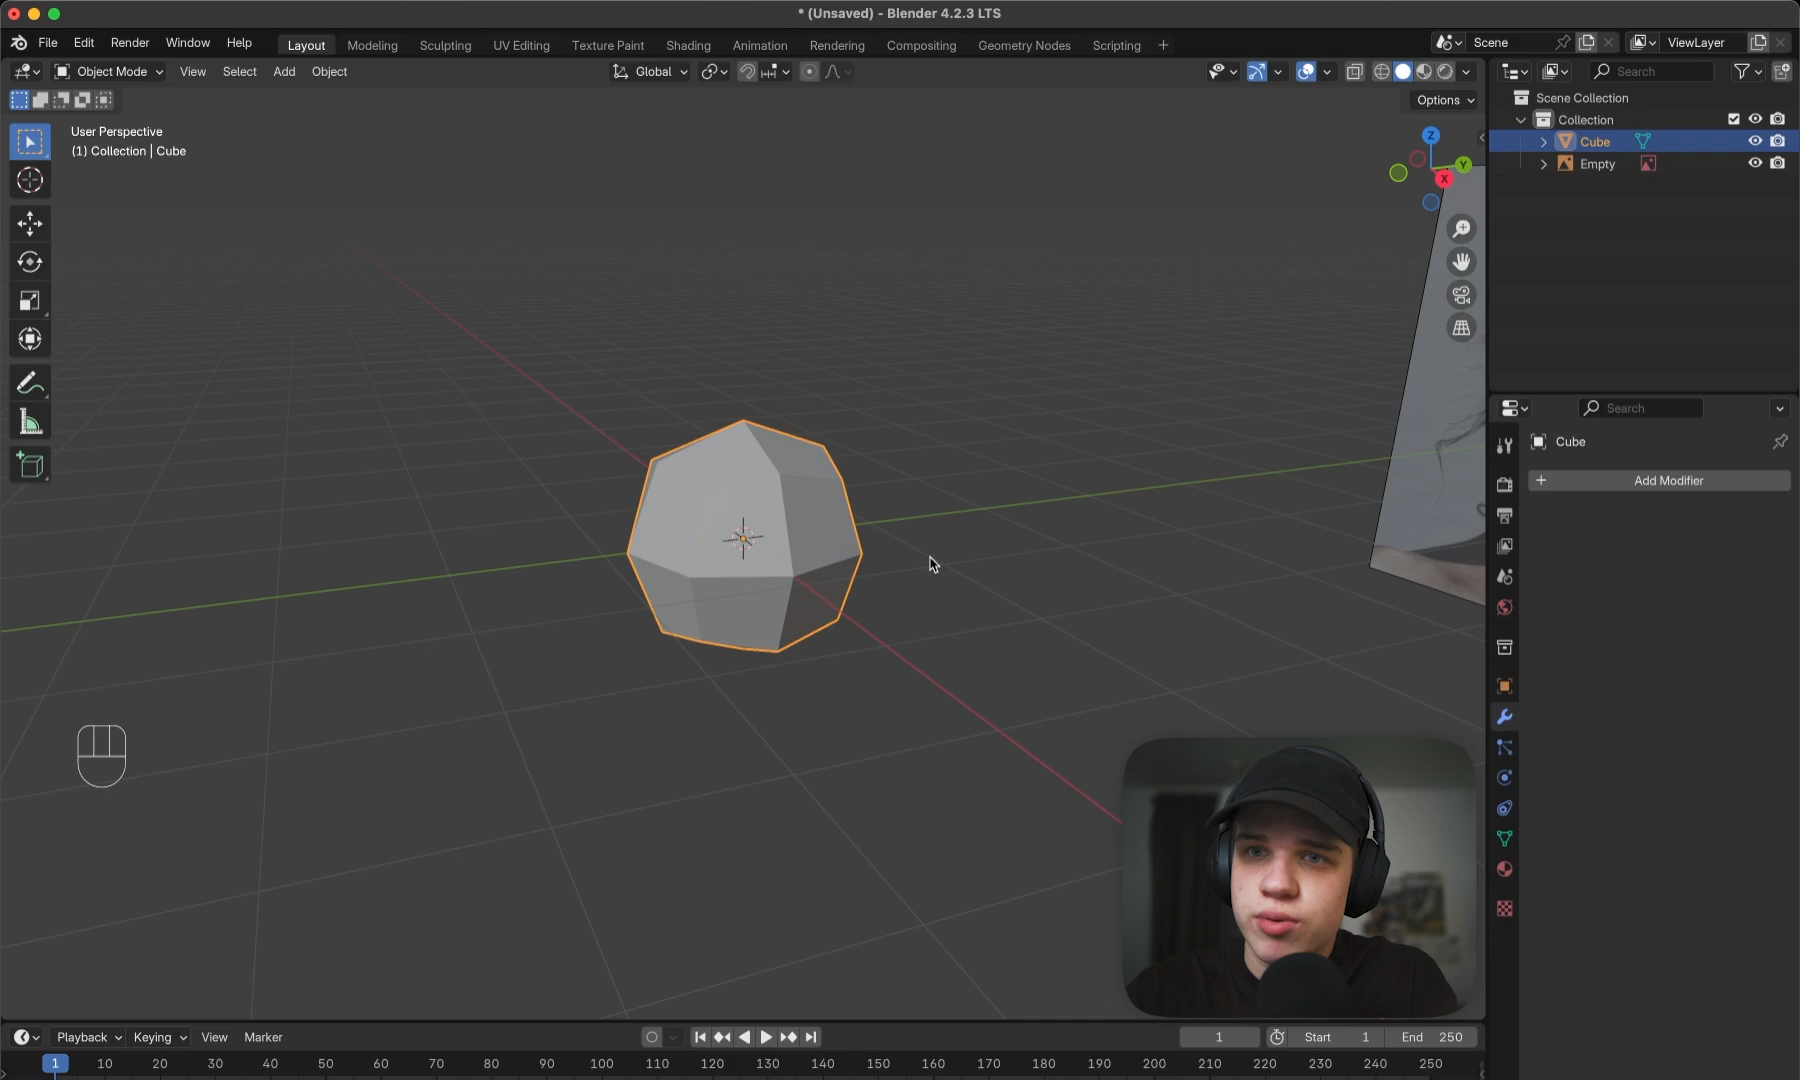 * (Unsaved) - Blender 4.2.3 LTS
File Edit Render Window Help Layout Modeling Sculpting UV Editing Texture Paint Shading Animation Rendering Compositing Geometry Nodes Scripting + Scene ViewLayer
Object Mode View Select Add Object Global Search
Options
User Perspective
(1) Collection | Cube
Scene Collection
Collection
Cube
Empty
Z
Y
X
Search
Cube
+ Add Modifier
Playback Keying View Marker 1 Start 1 End 250
1 10 20 30 40 50 60 70 80 90 100 110 120 130 140 150 160 170 180 190 200 210 220 230 240 250